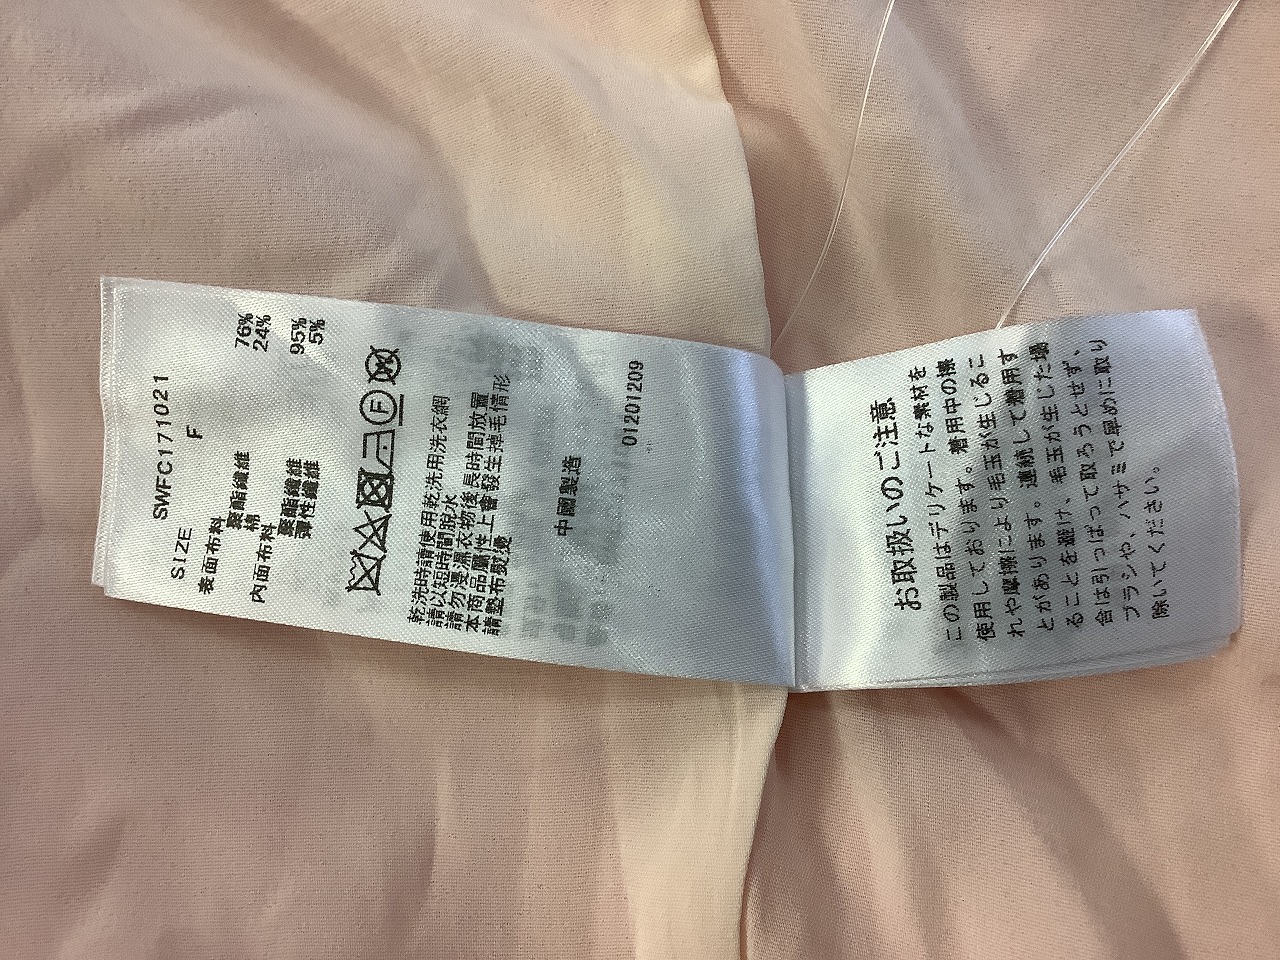 SWFC171021
SIZE F
表面布料
聚酯纖維 76%
棉 24%
內面布料
聚酯纖維 95%
彈性纖維 5%
乾洗時請使用乾洗用洗衣網
請以短時間脫水
請勿浸濕衣物後長時間放置
本商品屬性上會發生掉毛情形
請墊布熨燙
中國製造
01201209
お取扱いのご注意
この製品はデリケートな素材を
使用しております。着用中の擦
れや摩擦により毛玉が生じるこ
とがあります。連続して着用す
ることを避け、毛玉が生じた場
合は引っぱって取ろうとせず、
ブラシや、ハサミで早めに取り
除いてください。